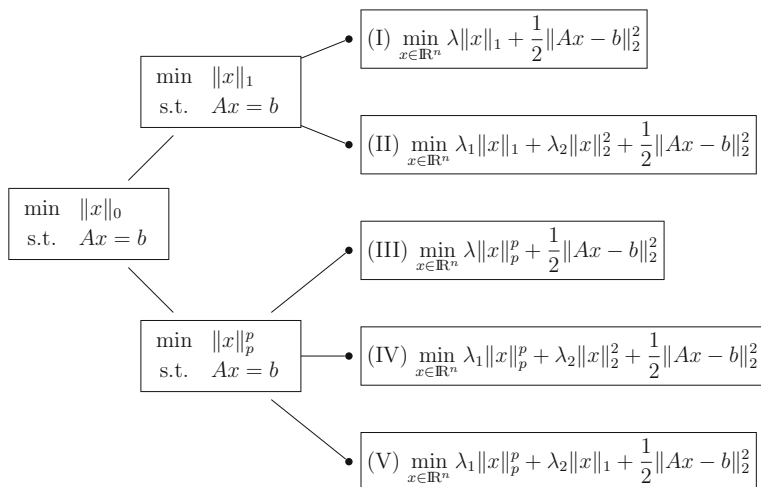 (I) min_{x∈ℝⁿ} λ‖x‖₁ + 1/2‖Ax − b‖₂²
min ‖x‖₁
s.t. Ax = b
(II) min_{x∈ℝⁿ} λ₁‖x‖₁ + λ₂‖x‖₂² + 1/2‖Ax − b‖₂²
min ‖x‖₀
s.t. Ax = b
(III) min_{x∈ℝⁿ} λ‖x‖ₚᵖ + 1/2‖Ax − b‖₂²
min ‖x‖ₚᵖ
s.t. Ax = b
(IV) min_{x∈ℝⁿ} λ₁‖x‖ₚᵖ + λ₂‖x‖₂² + 1/2‖Ax − b‖₂²
(V) min_{x∈ℝⁿ} λ₁‖x‖ₚᵖ + λ₂‖x‖₁ + 1/2‖Ax − b‖₂²